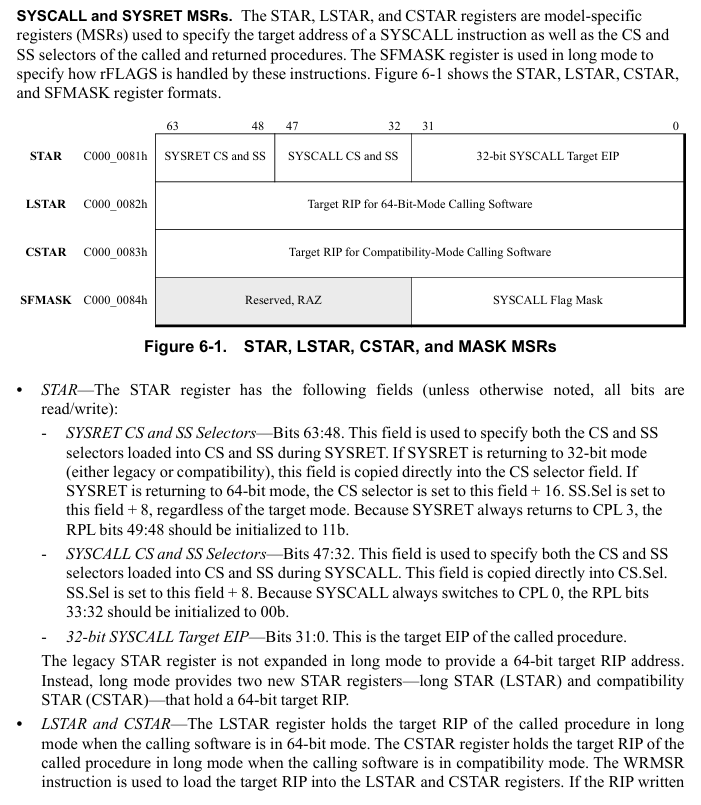 SYSCALL and SYSRET MSRs. The STAR, LSTAR, and CSTAR registers are model-specific
registers (MSRs) used to specify the target address of a SYSCALL instruction as well as the CS and
SS selectors of the called and returned procedures. The SFMASK register is used in long mode to
specify how rFLAGS is handled by these instructions. Figure 6-1 shows the STAR, LSTAR, CSTAR,
and SFMASK register formats.
63 48 47 32 31 0
STAR C000_0081h SYSRET CS and SS SYSCALL CS and SS 32-bit SYSCALL Target EIP
LSTAR C000_0082h Target RIP for 64-Bit-Mode Calling Software
CSTAR C000_0083h Target RIP for Compatibility-Mode Calling Software
SFMASK C000_0084h Reserved, RAZ SYSCALL Flag Mask
Figure 6-1. STAR, LSTAR, CSTAR, and MASK MSRs
• STAR—The STAR register has the following fields (unless otherwise noted, all bits are
read/write):
- SYSRET CS and SS Selectors—Bits 63:48. This field is used to specify both the CS and SS
selectors loaded into CS and SS during SYSRET. If SYSRET is returning to 32-bit mode
(either legacy or compatibility), this field is copied directly into the CS selector field. If
SYSRET is returning to 64-bit mode, the CS selector is set to this field + 16. SS.Sel is set to
this field + 8, regardless of the target mode. Because SYSRET always returns to CPL 3, the
RPL bits 49:48 should be initialized to 11b.
- SYSCALL CS and SS Selectors—Bits 47:32. This field is used to specify both the CS and SS
selectors loaded into CS and SS during SYSCALL. This field is copied directly into CS.Sel.
SS.Sel is set to this field + 8. Because SYSCALL always switches to CPL 0, the RPL bits
33:32 should be initialized to 00b.
- 32-bit SYSCALL Target EIP—Bits 31:0. This is the target EIP of the called procedure.
The legacy STAR register is not expanded in long mode to provide a 64-bit target RIP address.
Instead, long mode provides two new STAR registers—long STAR (LSTAR) and compatibility
STAR (CSTAR)—that hold a 64-bit target RIP.
• LSTAR and CSTAR—The LSTAR register holds the target RIP of the called procedure in long
mode when the calling software is in 64-bit mode. The CSTAR register holds the target RIP of the
called procedure in long mode when the calling software is in compatibility mode. The WRMSR
instruction is used to load the target RIP into the LSTAR and CSTAR registers. If the RIP written